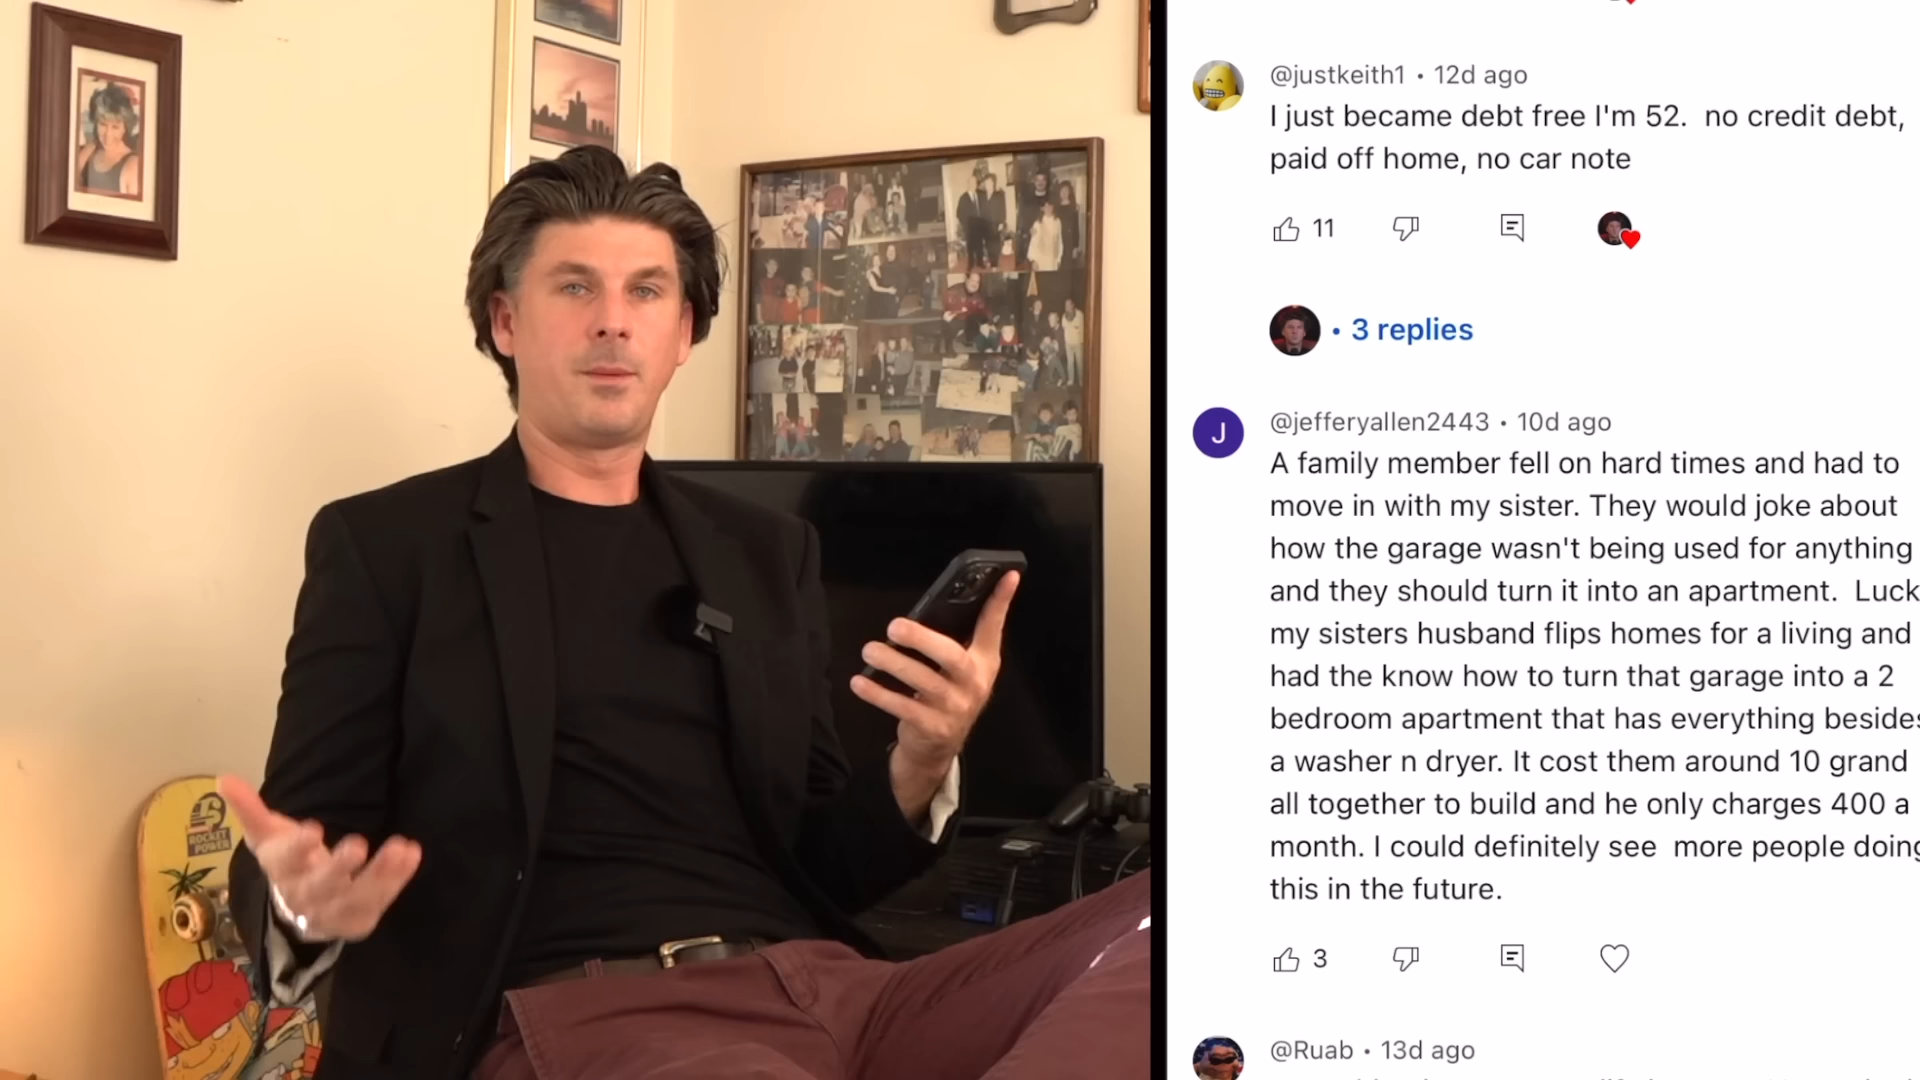 @justkeith1 • 12d ago
I just became debt free I'm 52.  no credit debt,
paid off home, no car note
11
• 3 replies
J
@jefferyallen2443 • 10d ago
A family member fell on hard times and had to
move in with my sister. They would joke about
how the garage wasn't being used for anything
and they should turn it into an apartment.  Luck
my sisters husband flips homes for a living and
had the know how to turn that garage into a 2
bedroom apartment that has everything besides
a washer n dryer. It cost them around 10 grand
all together to build and he only charges 400 a
month. I could definitely see  more people doing
this in the future.
3
@Ruab • 13d ago
ROCKET
POWER